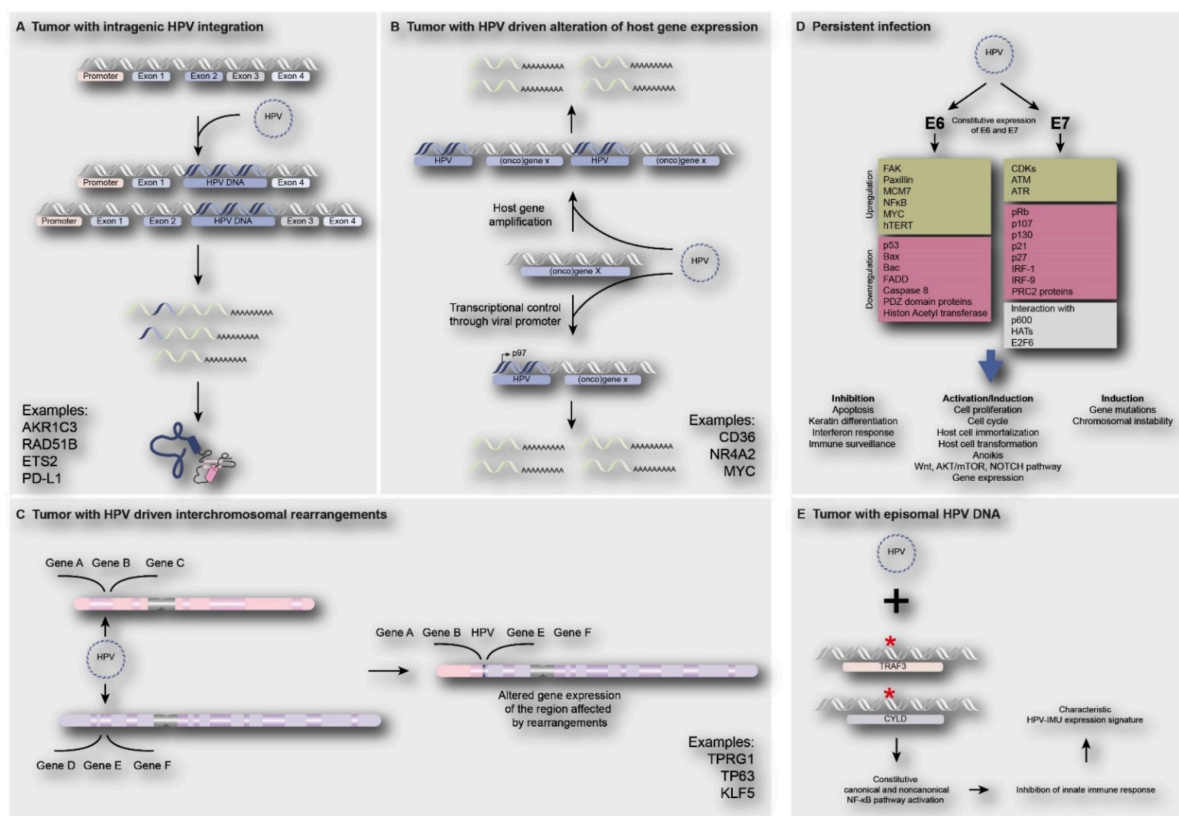 A Tumor with intragenic HPV integration
Promoter Exon 1 Exon 2 Exon 3 Exon 4
HPV
Promoter Exon 1 HPV DNA Exon 4
Promoter Exon 1 Exon 2 HPV DNA Exon 3 Exon 4
AAAAAAAA
AAAAAAAA
AAAAAAAA
Examples:
AKR1C3
RAD51B
ETS2
PD-L1
B Tumor with HPV driven alteration of host gene expression
AAAAAAAA AAAAAAAA
AAAAAAAA AAAAAAAA
HPV (onco)gene x HPV (onco)gene x
Host gene
amplification
HPV
(onco)gene X
Transcriptional control
through viral promoter
p97
HPV (onco)gene x
AAAAAAAA AAAAAAAA
AAAAAAAA AAAAAAAA
Examples:
CD36
NR4A2
MYC
C Tumor with HPV driven interchromosomal rearrangements
Gene A Gene B Gene C
HPV
Gene D Gene E Gene F
Gene A Gene B HPV Gene E Gene F
Altered gene expression
of the region affected
by rearrangements
Examples:
TPRG1
TP63
KLF5
D Persistent infection
HPV
E6 Constitutive expression of E6 and E7 E7
Upregulation
FAK
Paxillin
MCM7
NFκB
MYC
hTERT
Downregulation
p53
Bax
Bac
FADD
Caspase 8
PDZ domain proteins
Histon Acetyl transferase
CDKs
ATM
ATR
pRb
p107
p130
p21
p27
IRF-1
IRF-9
PRC2 proteins
Interaction with
p600
HATs
E2F6
Inhibition
Apoptosis
Keratin differentiation
Interferon response
Immune surveillance
Activation/Induction
Cell proliferation
Cell cycle
Host cell immortalization
Host cell transformation
Anoikis
Wnt, AKT/mTOR, NOTCH pathway
Gene expression
Induction
Gene mutations
Chromosomal instability
E Tumor with episomal HPV DNA
HPV
+
*
TRAF3
*
CYLD
Constitutive
canonical and noncanonical
NF-κB pathway activation
Inhibition of innate immune response
Characteristic
HPV-IMU expression signature